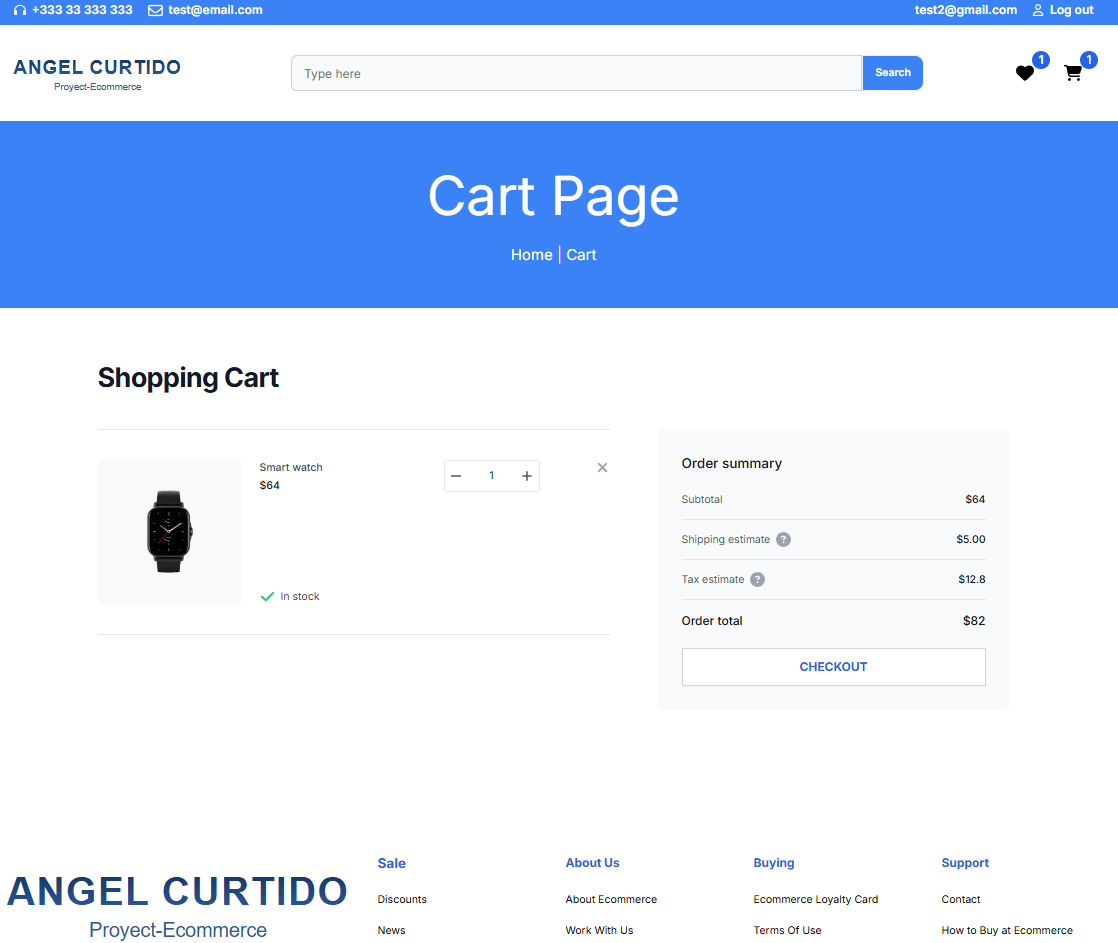 +333 33 333 333 test@email.com test2@gmail.com Log out
ANGEL CURTIDO
Proyect-Ecommerce
Type here Search 1 1
Cart Page
Home | Cart
Shopping Cart
Smart watch
$64
1
In stock
Order summary
Subtotal $64
Shipping estimate ? $5.00
Tax estimate ? $12.8
Order total $82
CHECKOUT
ANGEL CURTIDO
Proyect-Ecommerce
Sale
Discounts
News
About Us
About Ecommerce
Work With Us
Buying
Ecommerce Loyalty Card
Terms Of Use
Support
Contact
How to Buy at Ecommerce